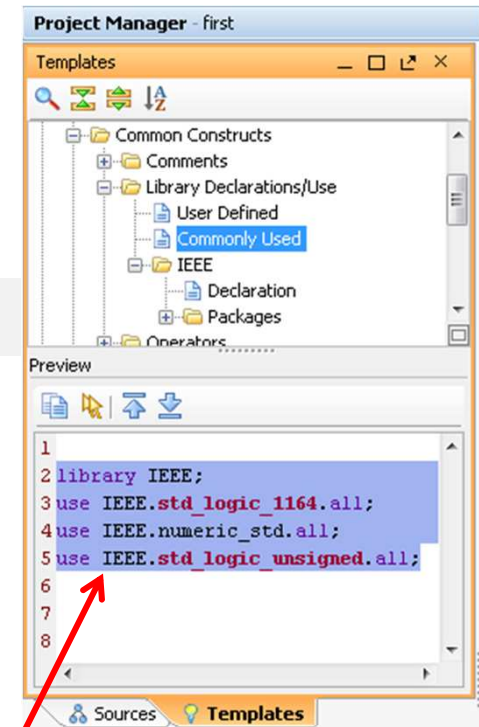 Project Manager - first
Templates
Common Constructs
Comments
Library Declarations/Use
User Defined
Commonly Used
IEEE
Declaration
Packages
Operators
Preview
1
2 library IEEE;
3 use IEEE.std_logic_1164.all;
4 use IEEE.numeric_std.all;
5 use IEEE.std_logic_unsigned.all;
6
7
8
Sources Templates